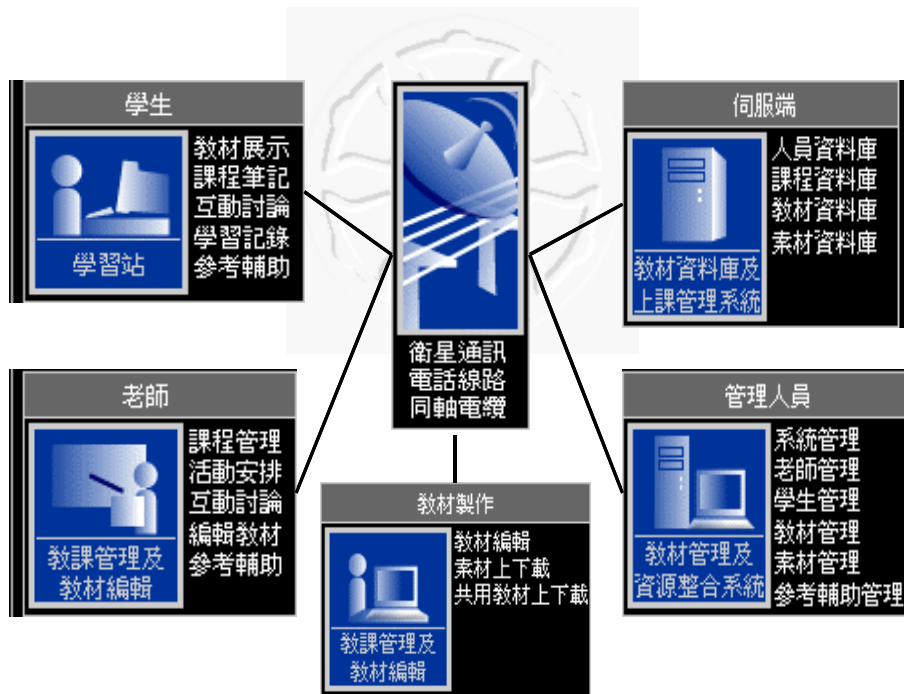 學生
教材展示
課程筆記
互動討論
學習記錄
參考輔助
學習站
衛星通訊
電話線路
同軸電纜
伺服端
人員資料庫
課程資料庫
教材資料庫
素材資料庫
教材資料庫及
上課管理系統
老師
課程管理
活動安排
互動討論
編輯教材
參考輔助
教課管理及
教材編輯
教材製作
教材編輯
素材上下載
共用教材上下載
教課管理及
教材編輯
管理人員
系統管理
老師管理
學生管理
教材管理
素材管理
參考輔助管理
教材管理及
資源整合系統